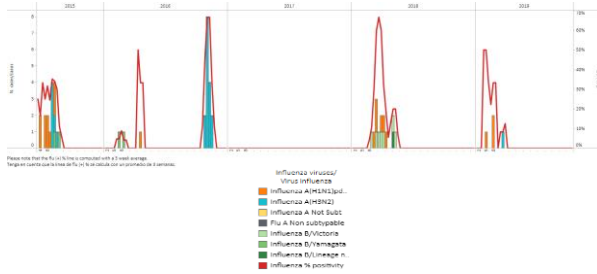 2015 2016 2017 2018 2019
8 70%
7 60%
6 50%
5 40%
4 30%
3 20%
2 10%
1 0%
0
Please note that the flu (+) % line is computed with a 3 week average.
Tenga en cuenta que la línea de flu (+) % se calcula con un promedio de 3 semanas.
Influenza viruses/
Virus Influenza
Influenza A(H1N1)pd..
Influenza A(H3N2)
Influenza A Not Subt
Flu A Non subtypable
Influenza B/Victoria
Influenza B/Yamagata
Influenza B/Lineage n..
Influenza % positivity